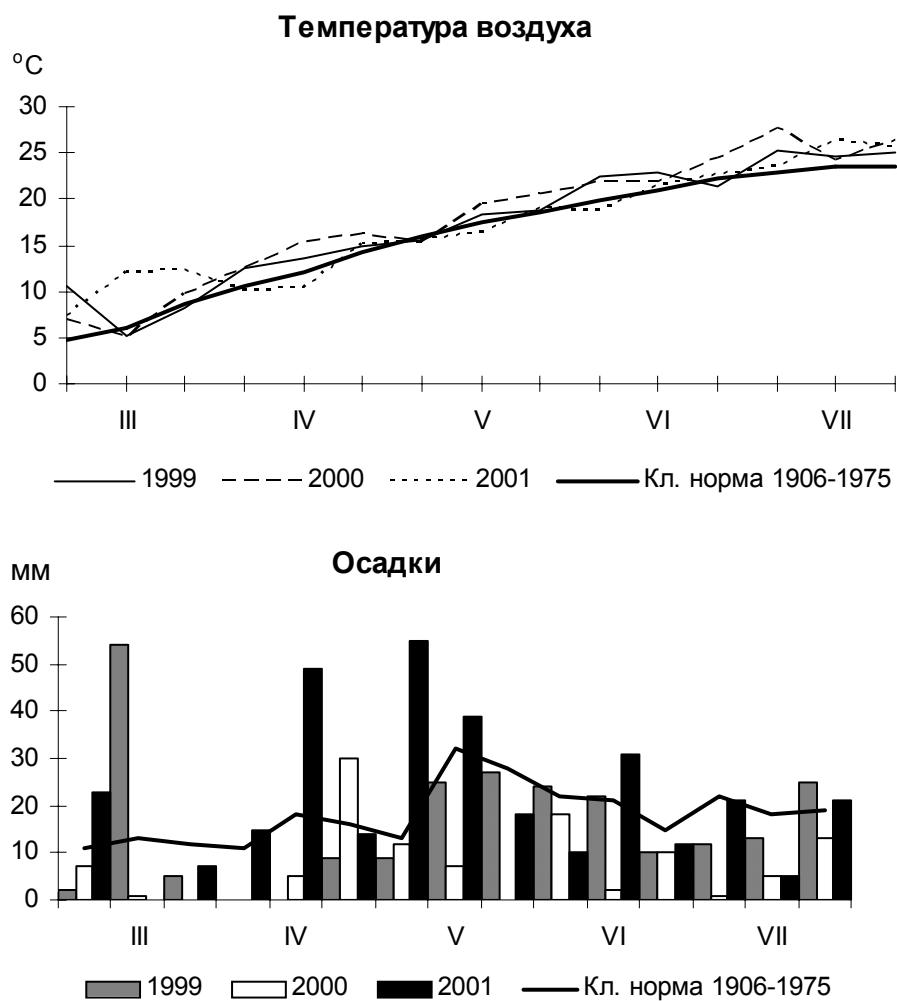 Температура воздуха
°C
30
25
20
15
10
5
0
III IV V VI VII
1999 2000 2001 Кл. норма 1906-1975
Осадки
мм
60
50
40
30
20
10
0
III IV V VI VII
1999 2000 2001 Кл. норма 1906-1975